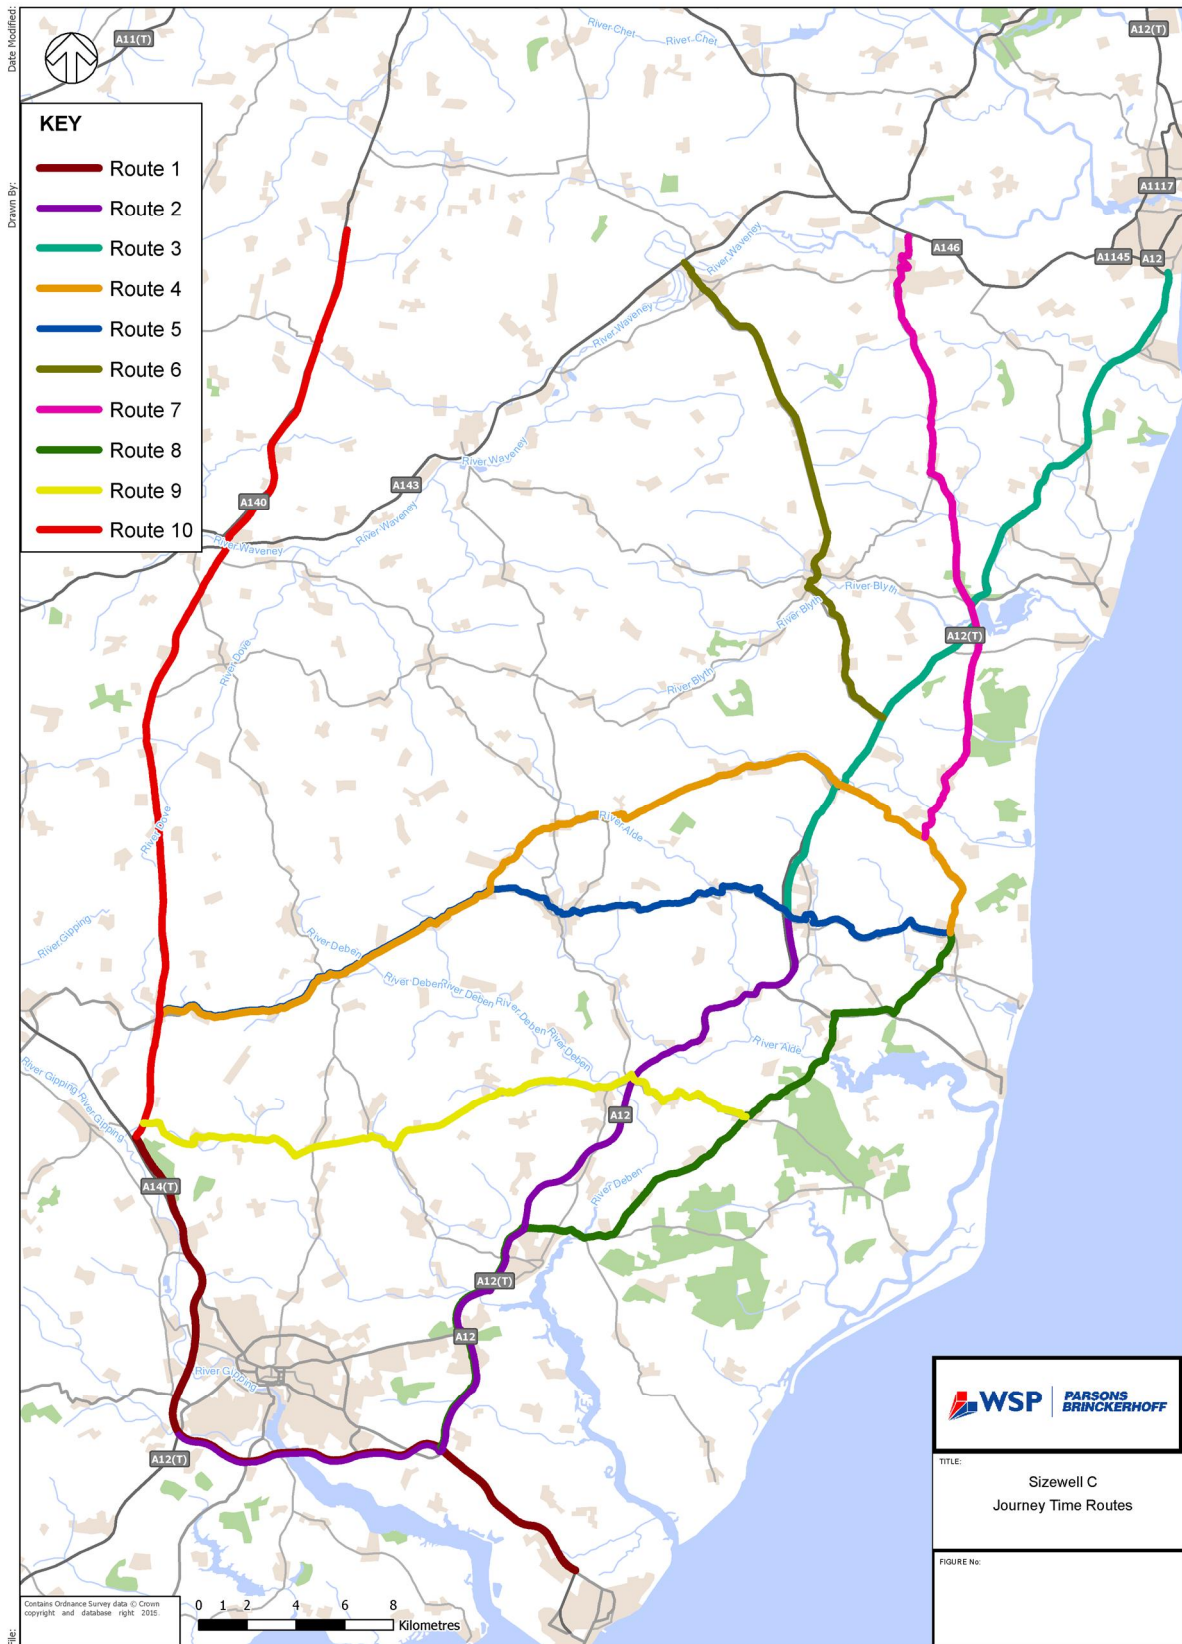 Date Modified:
Drawn By:
File:
KEY
Route 1
Route 2
Route 3
Route 4
Route 5
Route 6
Route 7
Route 8
Route 9
Route 10
A11(T)
River Chet
River Chet
A12(T)
A1117
A146
A1145
A12
River Waveney
River Waveney
River Waveney
A143
A140
River Waveney
River Waveney
River Blyth
River Blyth
A12(T)
River Dove
River Blyth
River Dove
River Alde
River Gipping
River Deben
River Deben
River Deben
River Deben
River Deben
River Alde
River Gipping
River Gipping
A12
A14(T)
River Deben
A12(T)
A12
River Gipping
A12(T)
WSP
PARSONS
BRINCKERHOFF
TITLE:
Sizewell C
Journey Time Routes
FIGURE No:
Contains Ordnance Survey data © Crown
copyright and database right 2015.
0 1 2 4 6 8
Kilometres